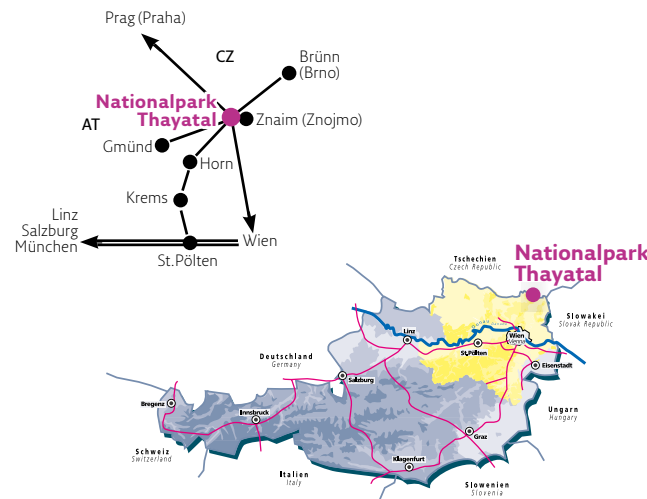 Prag (Praha)
CZ
Brünn
(Brno)
Nationalpark
Thayatal
AT
Znaim (Znojmo)
Gmünd
Horn
Krems
Linz
Salzburg
München
Wien
St.Pölten
Tschechien
Czech Republic
Nationalpark
Thayatal
Slowakei
Slovak Republic
Donau
Linz
Wien
Vienna
St.Pölten
Deutschland
Germany
Eisenstadt
Salzburg
Bregenz
Innsbruck
Ungarn
Hungary
Graz
Schweiz
Switzerland
Klagenfurt
Italien
Italy
Slowenien
Slovenia